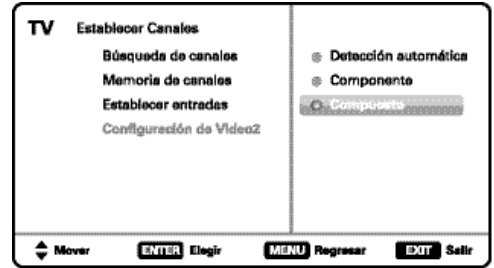 TV Establecer Canales
Búsqueda de canales
Memoria de canales
Establecer entradas
Configuración de Video2
Detección automática
Componente
Compuesto
Mover ENTER Elegir MENU Regresar EXIT Salir